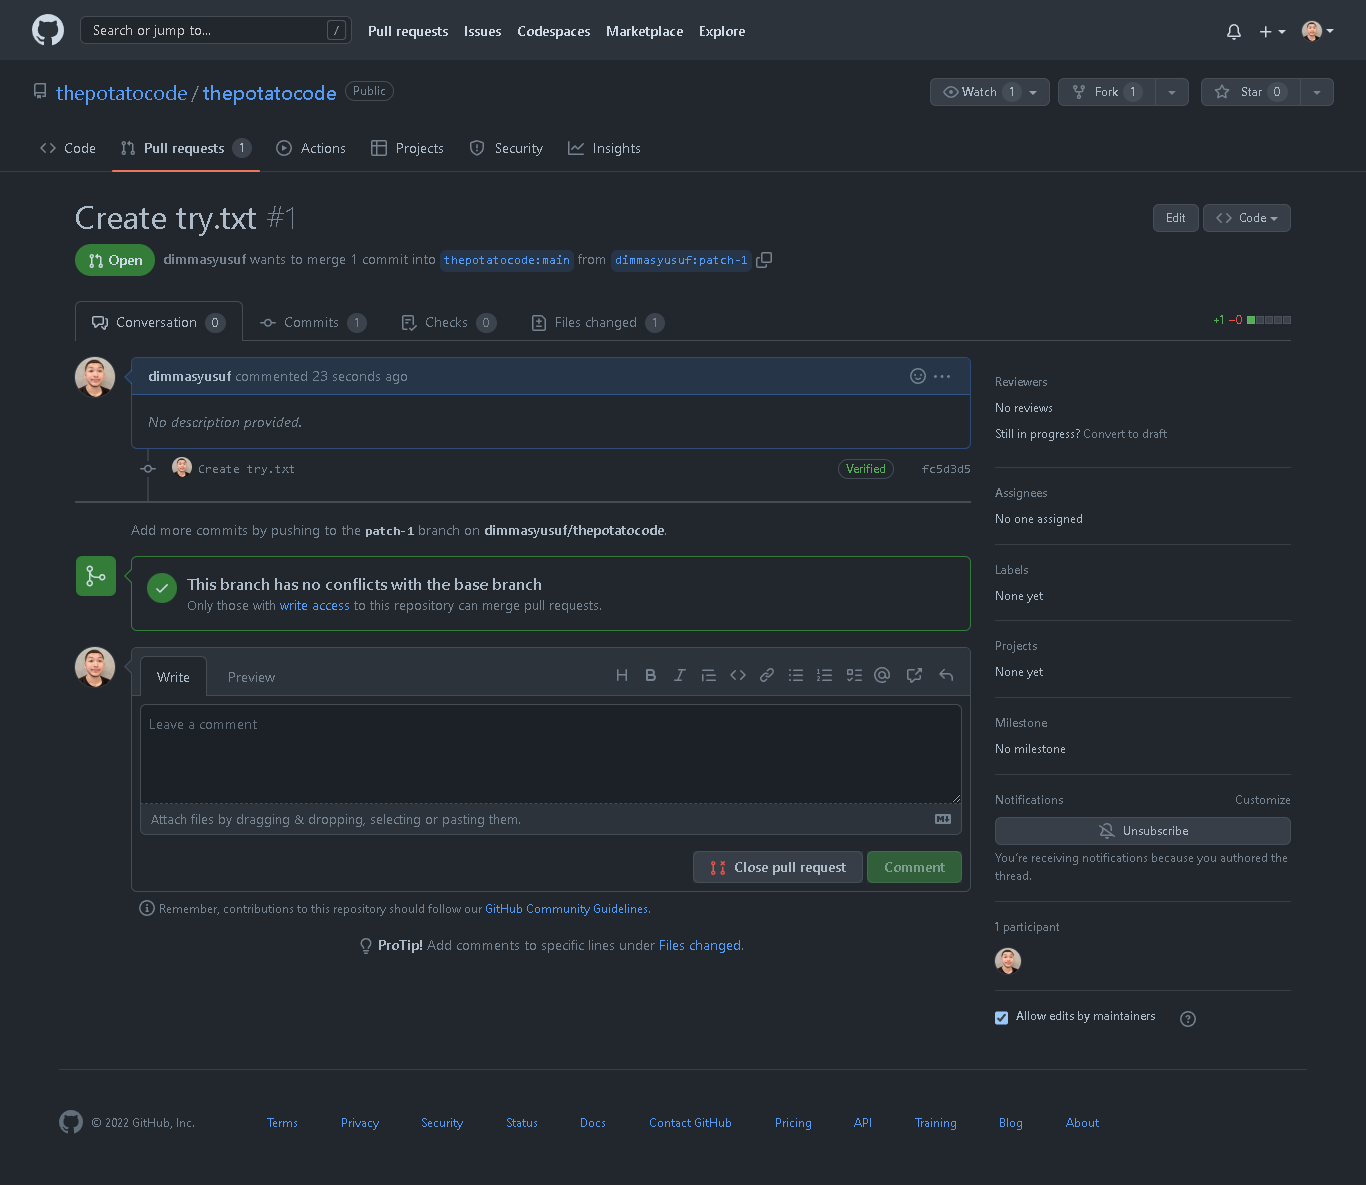 Search or jump to... /
Pull requests Issues Codespaces Marketplace Explore
thepotatocode / thepotatocode Public
Watch 1 Fork 1 Star 0
Code Pull requests 1 Actions Projects Security Insights
Create try.txt #1
Edit <> Code
Open dimmasyusuf wants to merge 1 commit into thepotatocode:main from dimmasyusuf:patch-1
Conversation 0 Commits 1 Checks 0 Files changed 1
+1 −0
dimmasyusuf commented 23 seconds ago
No description provided.
Create try.txt Verified fc5d3d5
Add more commits by pushing to the patch-1 branch on dimmasyusuf/thepotatocode.
This branch has no conflicts with the base branch
Only those with write access to this repository can merge pull requests.
Write Preview
Leave a comment
Attach files by dragging & dropping, selecting or pasting them.
Close pull request Comment
Remember, contributions to this repository should follow our GitHub Community Guidelines.
ProTip! Add comments to specific lines under Files changed.
Reviewers
No reviews
Still in progress? Convert to draft
Assignees
No one assigned
Labels
None yet
Projects
None yet
Milestone
No milestone
Notifications Customize
Unsubscribe
You're receiving notifications because you authored the
thread.
1 participant
Allow edits by maintainers
© 2022 GitHub, Inc. Terms Privacy Security Status Docs Contact GitHub Pricing API Training Blog About